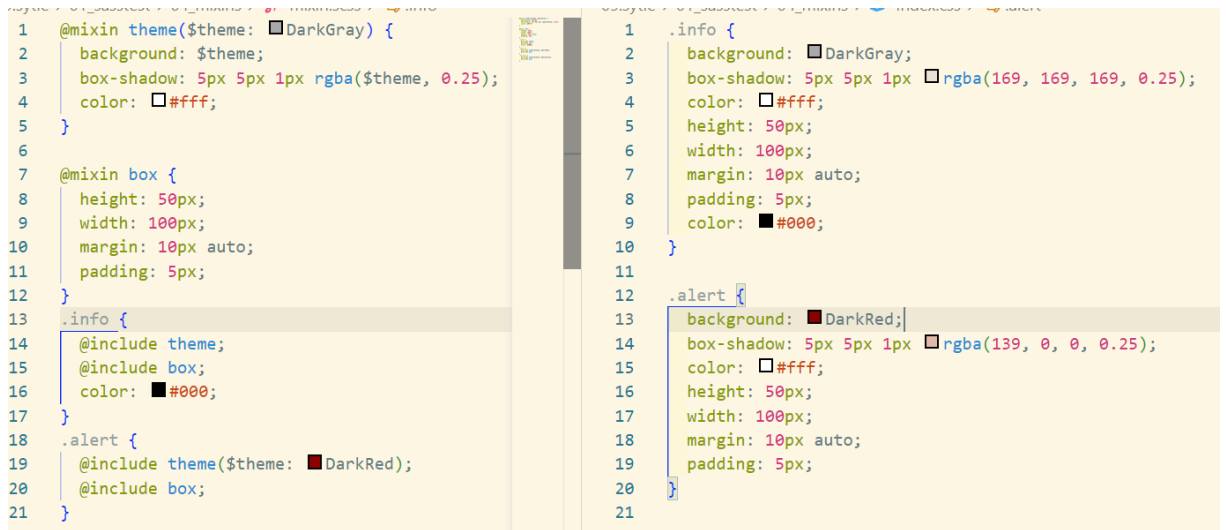 @mixin theme($theme: DarkGray) {
background: $theme;
box-shadow: 5px 5px 1px rgba($theme, 0.25);
color: #fff;
}
@mixin box {
height: 50px;
width: 100px;
margin: 10px auto;
padding: 5px;
}
.info {
@include theme;
@include box;
color: #000;
}
.alert {
@include theme($theme: DarkRed);
@include box;
}
1
2
3
4
5
6
7
8
9
10
11
12
13
14
15
16
17
18
19
20
21
.info {
background: DarkGray;
box-shadow: 5px 5px 1px rgba(169, 169, 169, 0.25);
color: #fff;
height: 50px;
width: 100px;
margin: 10px auto;
padding: 5px;
color: #000;
}
.alert {
background: DarkRed;
box-shadow: 5px 5px 1px rgba(139, 0, 0, 0.25);
color: #fff;
height: 50px;
width: 100px;
margin: 10px auto;
padding: 5px;
}
1
2
3
4
5
6
7
8
9
10
11
12
13
14
15
16
17
18
19
20
21